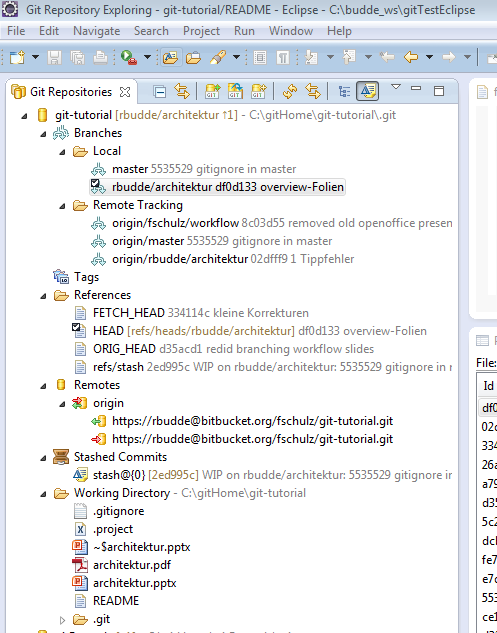 Git Repository Exploring - git-tutorial/README - Eclipse - C:\budde_ws\gitTestEclipse
File Edit Navigate Search Project Run Window Help
Git Repositories
git-tutorial [rbudde/architektur ↑1] - C:\gitHome\git-tutorial\.git
Branches
Local
master 5535529 gitignore in master
rbudde/architektur df0d133 overview-Folien
Remote Tracking
origin/fschulz/workflow 8c03d55 removed old openoffice presen
origin/master 5535529 gitignore in master
origin/rbudde/architektur 02dfff9 1 Tippfehler
Tags
References
FETCH_HEAD 334114c kleine Korrekturen
HEAD [refs/heads/rbudde/architektur] df0d133 overview-Folien
ORIG_HEAD d35acd1 redid branching workflow slides
refs/stash 2ed995c WIP on rbudde/architektur: 5535529 gitignore in r
Remotes
origin
https://rbudde@bitbucket.org/fschulz/git-tutorial.git
https://rbudde@bitbucket.org/fschulz/git-tutorial.git
Stashed Commits
stash@{0} [2ed995c] WIP on rbudde/architektur: 5535529 gitignore ir
Working Directory - C:\gitHome\git-tutorial
.gitignore
.project
~$architektur.pptx
architektur.pdf
architektur.pptx
README
.git
File:
Id
df0
02c
334
26a
a79
d35
5c2
dcl
fe7
e7c
553
ce1